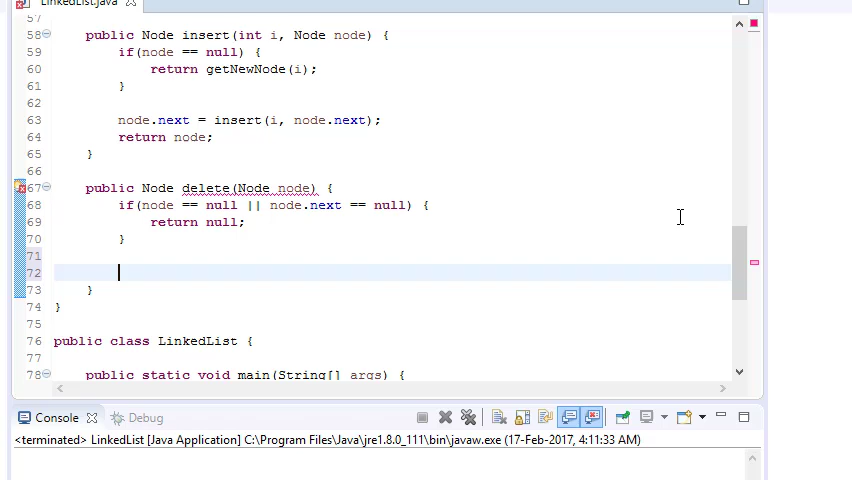 LinkedList.java
57
58 public Node insert(int i, Node node) {
59 if(node == null) {
60 return getNewNode(i);
61 }
62
63 node.next = insert(i, node.next);
64 return node;
65 }
66
67 public Node delete(Node node) {
68 if(node == null || node.next == null) {
69 return null;
70 }
71
72
73 }
74 }
75
76 public class LinkedList {
77
78 public static void main(String[] args) {
Console Debug
<terminated> LinkedList [Java Application] C:\Program Files\Java\jre1.8.0_111\bin\javaw.exe (17-Feb-2017, 4:11:33 AM)